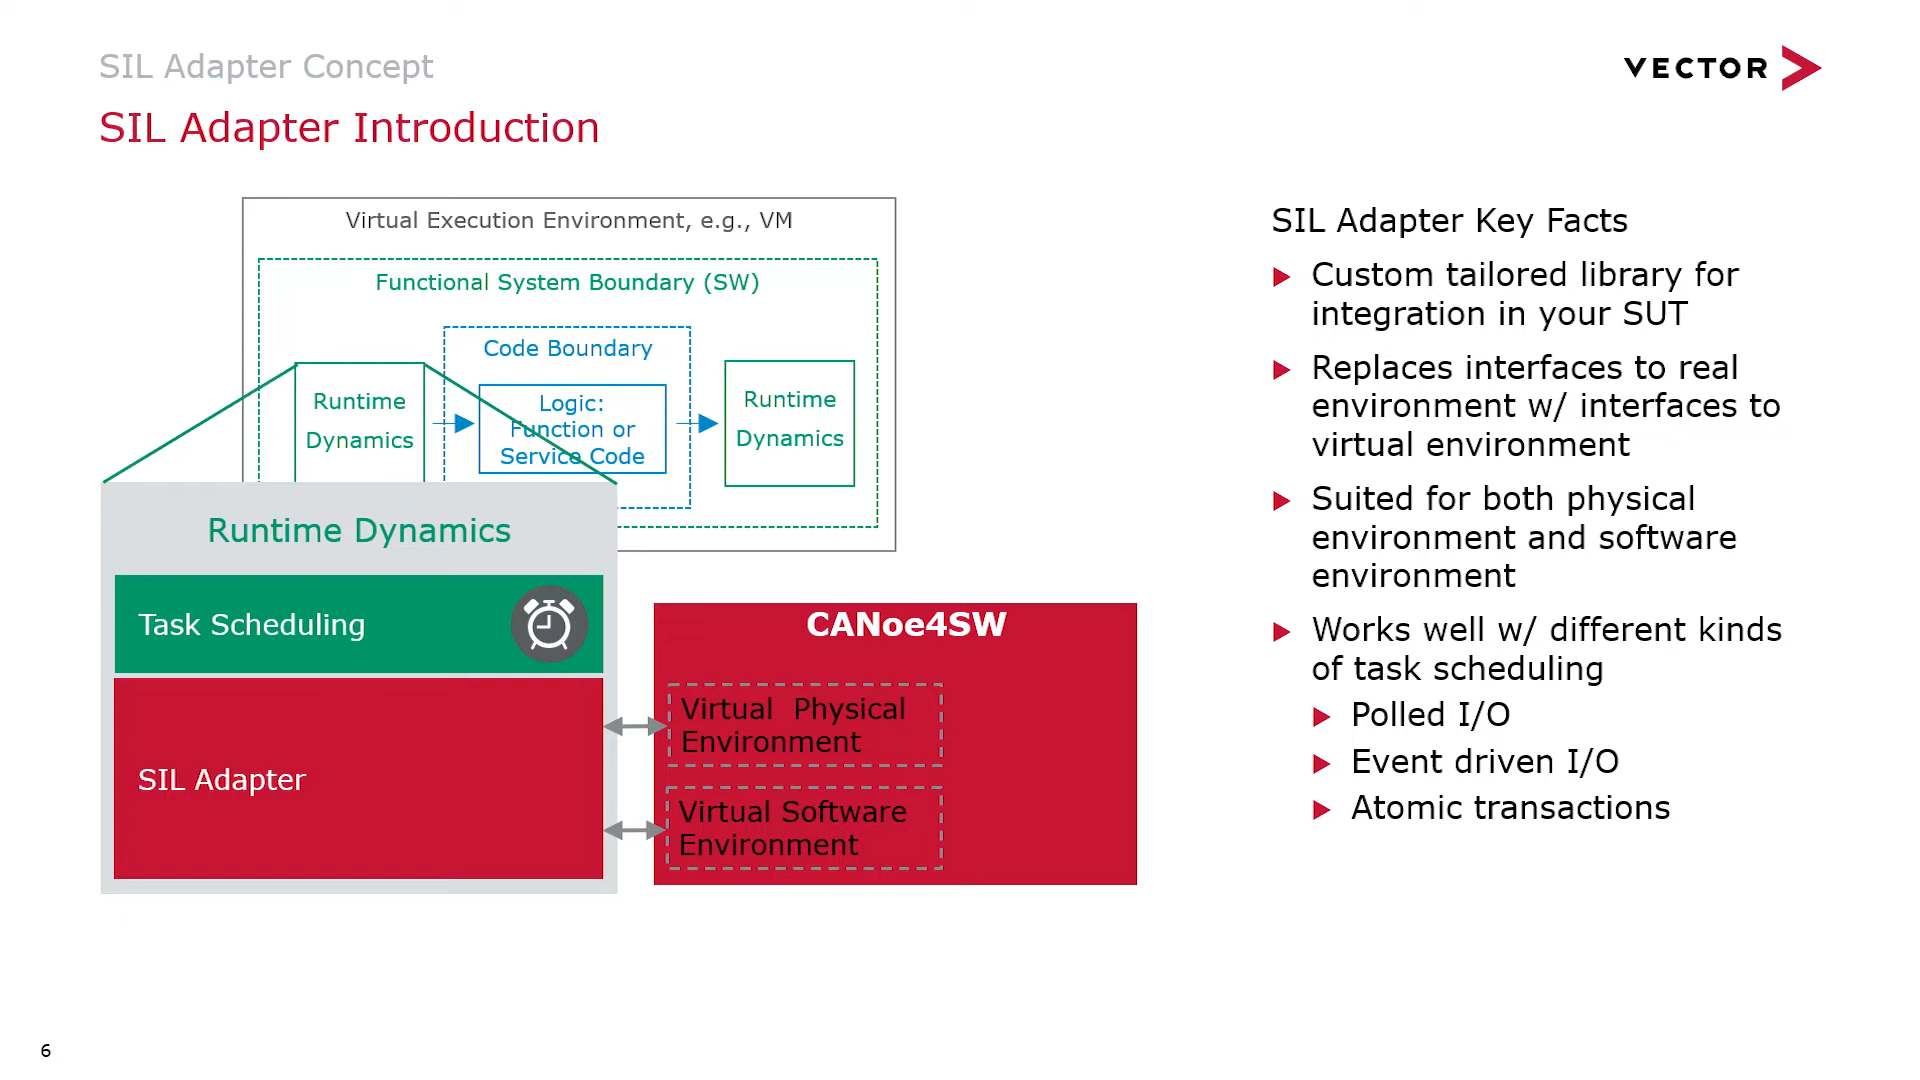 SIL Adapter Concept
SIL Adapter Introduction
VECTOR
Virtual Execution Environment, e.g., VM
Functional System Boundary (SW)
Code Boundary
Runtime
Dynamics
Logic:
Function or
Service Code
Runtime
Dynamics
Runtime Dynamics
Task Scheduling
SIL Adapter
CANoe4SW
Virtual  Physical
Environment
Virtual Software
Environment
SIL Adapter Key Facts
Custom tailored library for
integration in your SUT
Replaces interfaces to real
environment w/ interfaces to
virtual environment
Suited for both physical
environment and software
environment
Works well w/ different kinds
of task scheduling
Polled I/O
Event driven I/O
Atomic transactions
6